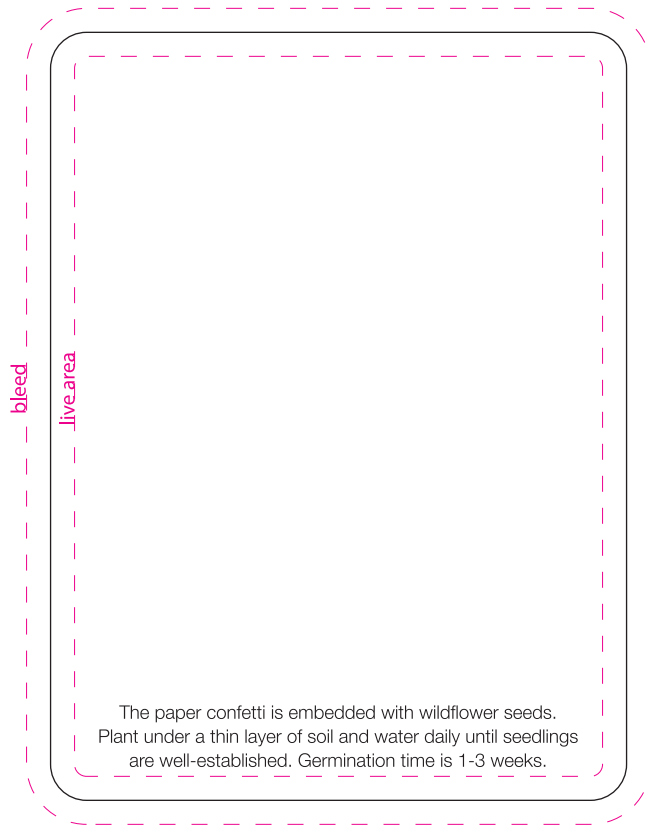 bleed
live area
The paper confetti is embedded with wildflower seeds.
Plant under a thin layer of soil and water daily until seedlings
are well-established. Germination time is 1-3 weeks.